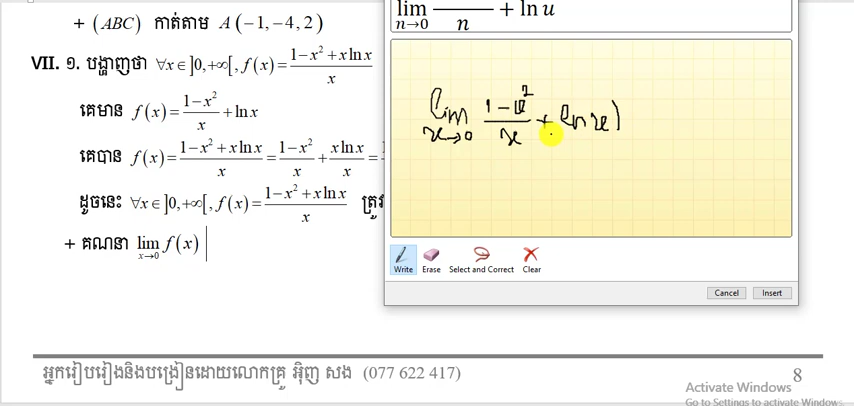 + (ABC) កាត់តាម A(−1,−4,2)
VII. ១. បង្ហាញថា ∀x∈]0,+∞[, f(x)=(1−x²+x ln x)/x
គេមាន f(x)=(1−x²)/x+ln x
គេបាន f(x)=(1−x²+x ln x)/x=(1−x²)/x+(x ln x)/x=
ដូចនេះ ∀x∈]0,+∞[, f(x)=(1−x²+x ln x)/x ត្រូវ
+ គណនា lim x→0 f(x)
lim n→0 ―/n + ln u
lim x→0 (1−x²)/x + ln x)
Write Erase Select and Correct Clear
Cancel Insert
អ្នករៀបរៀងនិងបង្រៀនដោយលោកគ្រូ អ៊ិញ សង (077 622 417) 8
Activate Windows
Go to Settings to activate Windows.